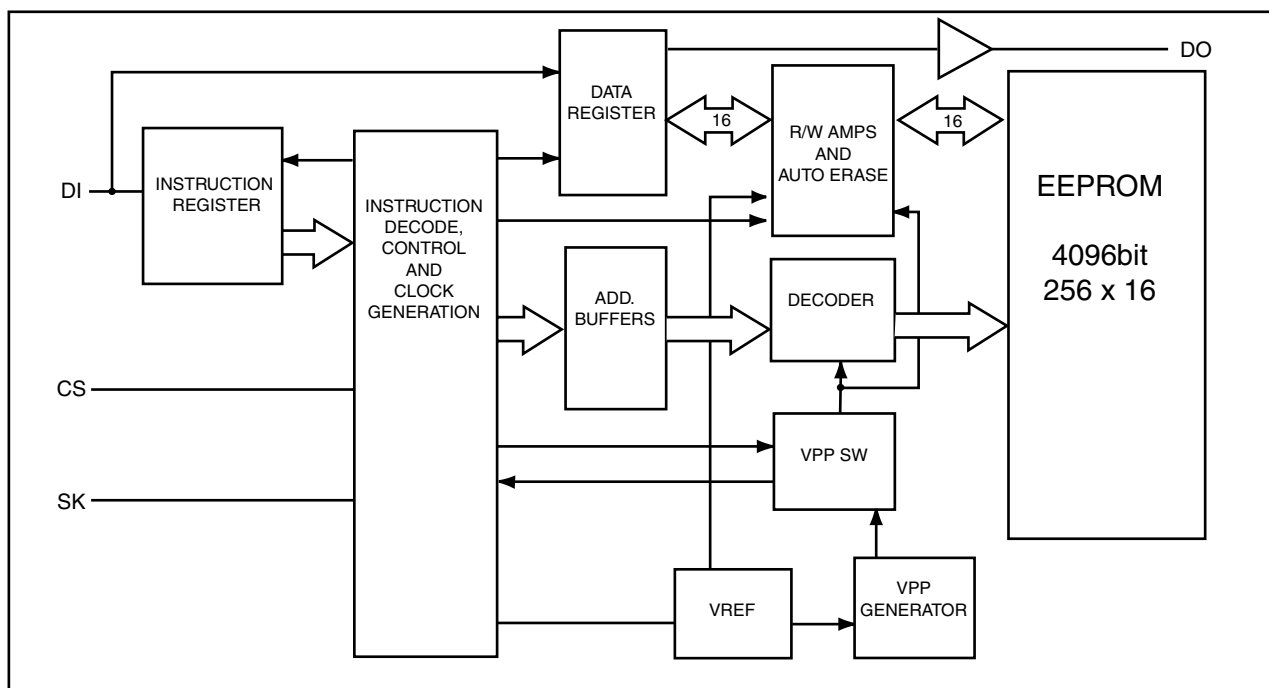 DO
DATA
REGISTER
16
R/W AMPS
AND
AUTO ERASE
16
EEPROM
4096bit
256 x 16
DI
INSTRUCTION
REGISTER
INSTRUCTION
DECODE,
CONTROL
AND
CLOCK
GENERATION
ADD.
BUFFERS
DECODER
CS
VPP SW
SK
VREF
VPP
GENERATOR